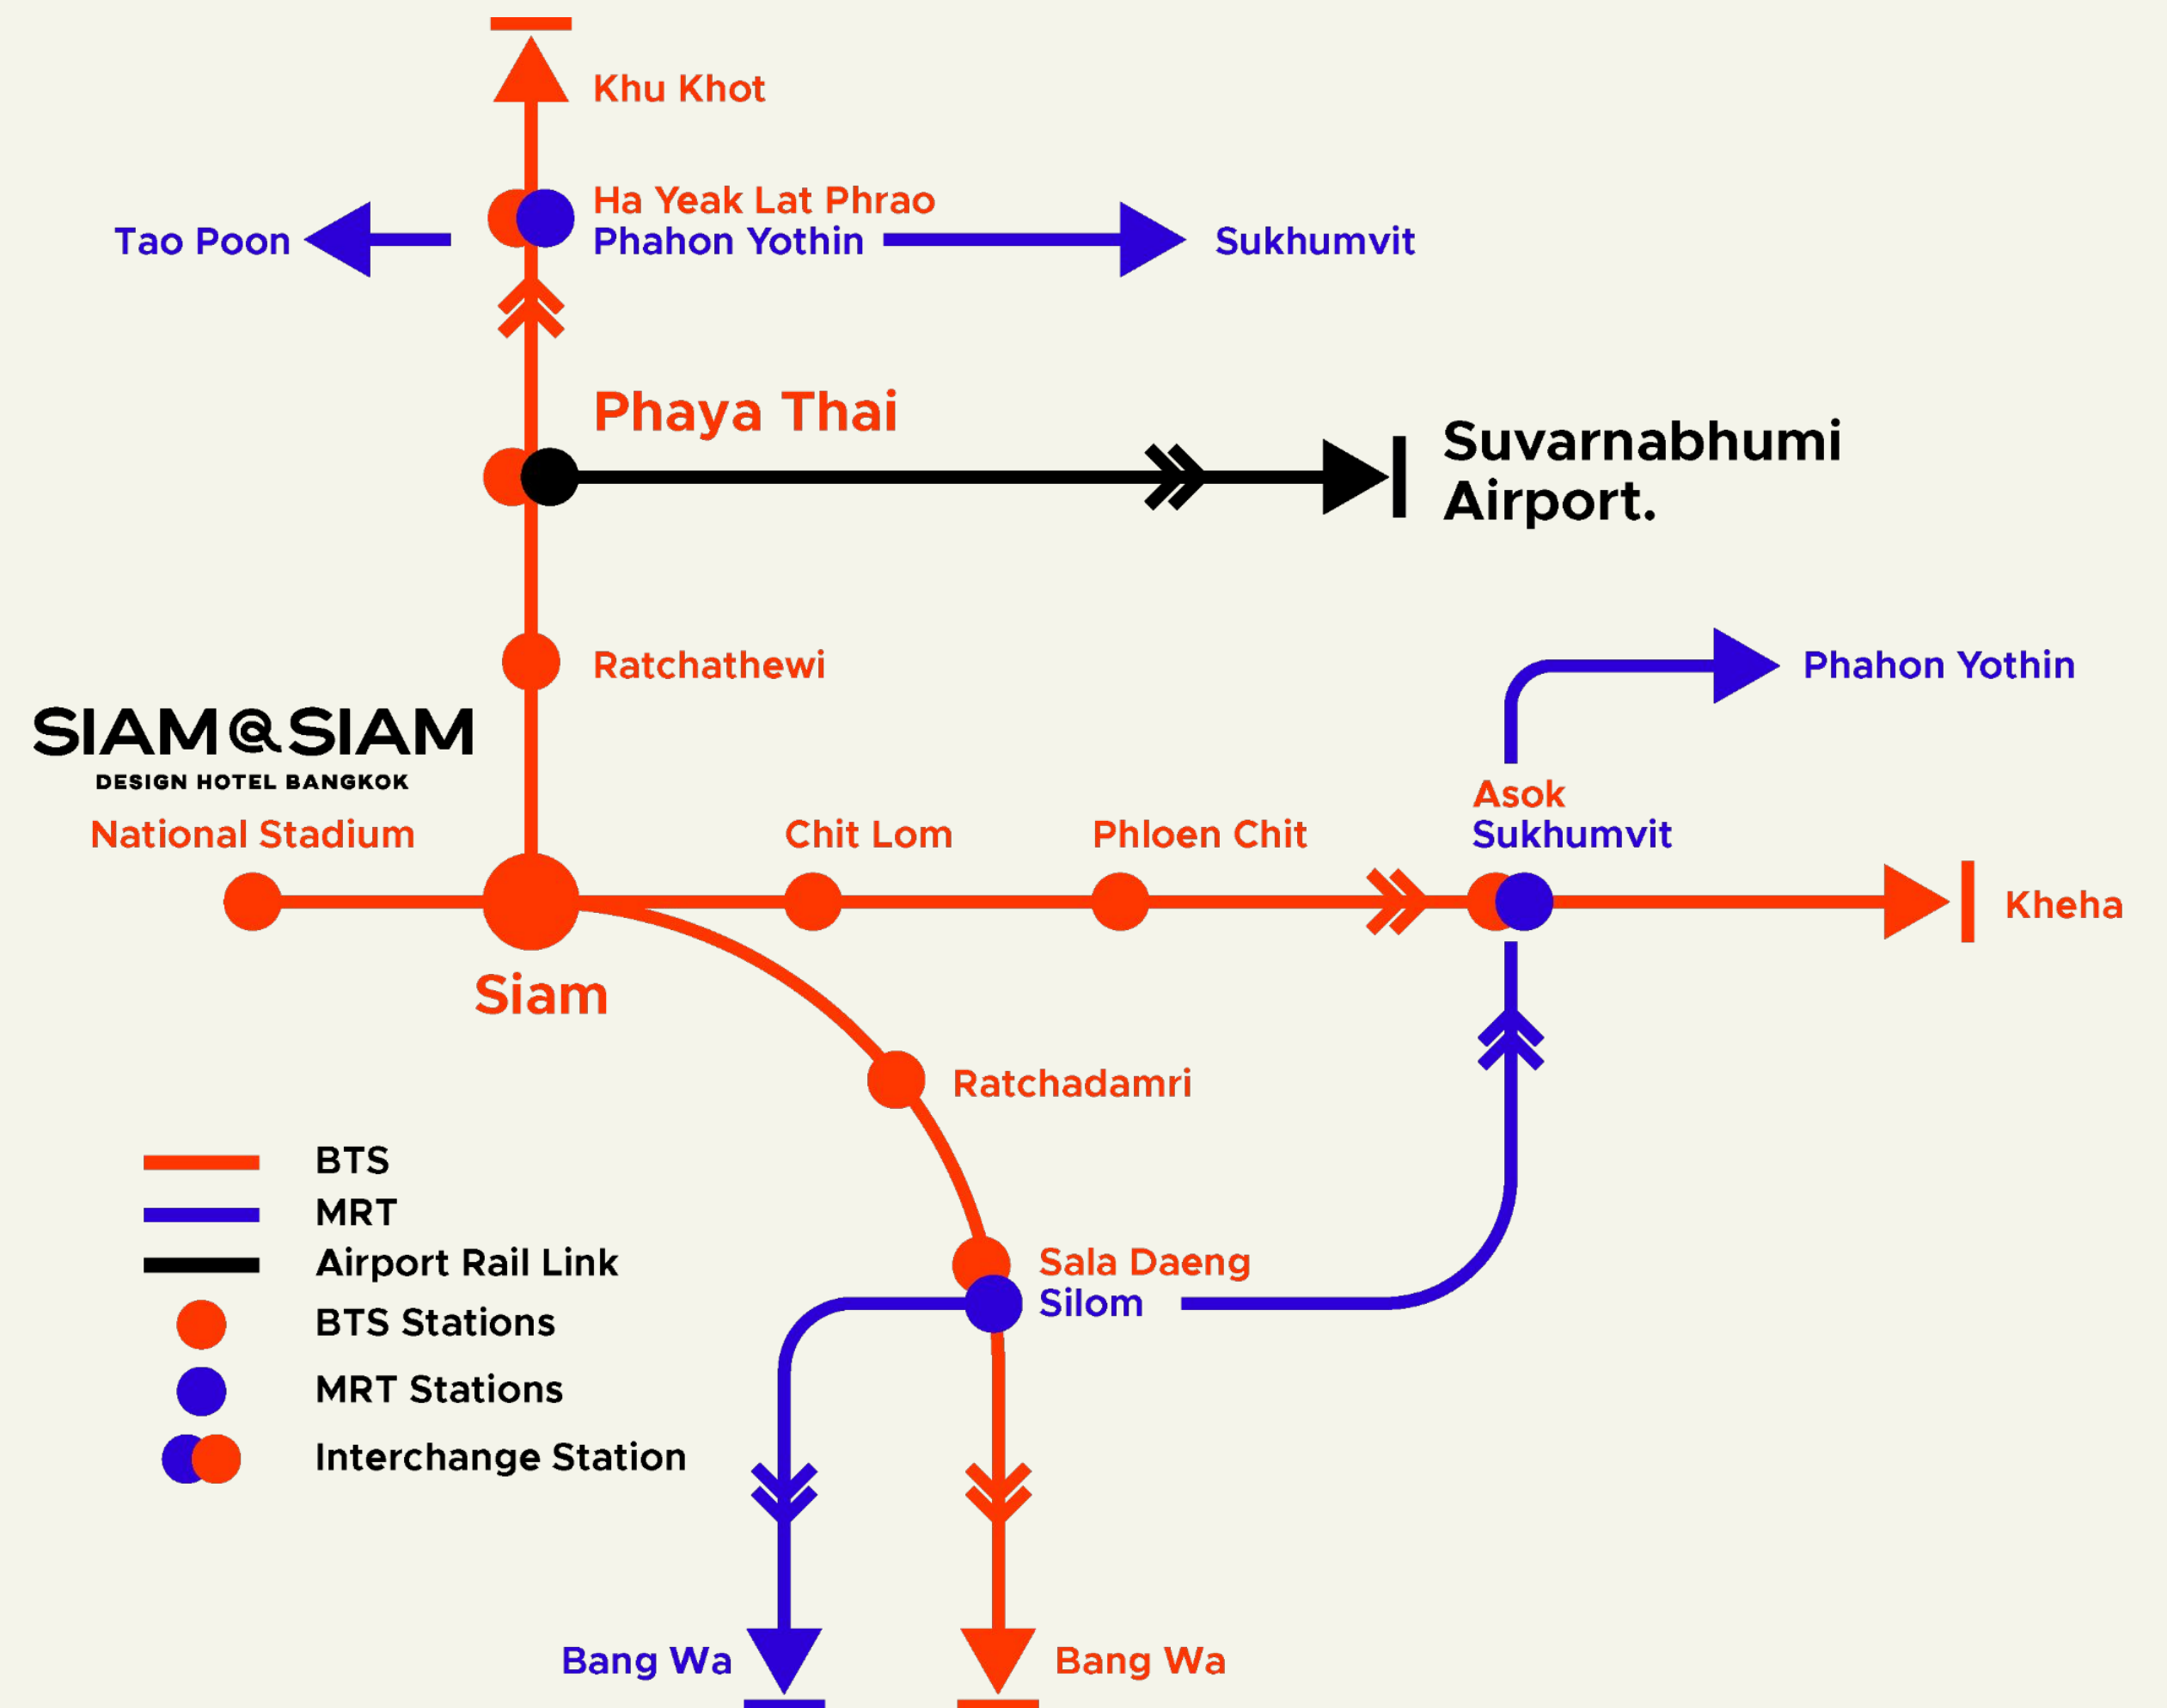 Khu Khot
Ha Yeak Lat Phrao
Tao Poon
Phahon Yothin
Sukhumvit
Phaya Thai
Suvarnabhumi
Airport.
Ratchathewi
Phahon Yothin
SIAM@SIAM
DESIGN HOTEL BANGKOK
National Stadium
Chit Lom
Phloen Chit
Asok
Sukhumvit
Kheha
Siam
Ratchadamri
BTS
MRT
Airport Rail Link
BTS Stations
MRT Stations
Interchange Station
Sala Daeng
Silom
Bang Wa
Bang Wa